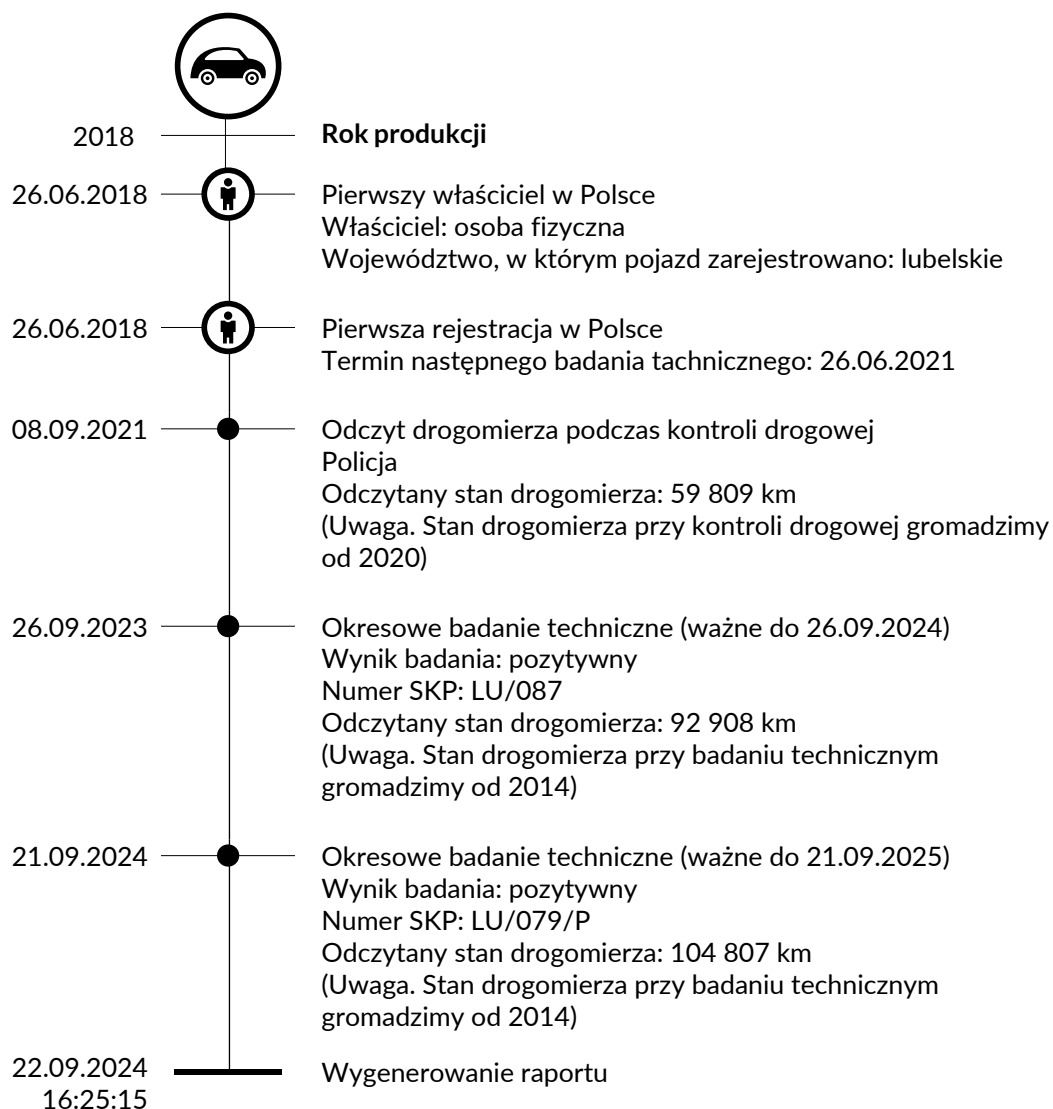 2018
Rok produkcji
26.06.2018
Pierwszy właściciel w Polsce
Właściciel: osoba fizyczna
Województwo, w którym pojazd zarejestrowano: lubelskie
26.06.2018
Pierwsza rejestracja w Polsce
Termin następnego badania tachnicznego: 26.06.2021
08.09.2021
Odczyt drogomierza podczas kontroli drogowej
Policja
Odczytany stan drogomierza: 59 809 km
(Uwaga. Stan drogomierza przy kontroli drogowej gromadzimy
od 2020)
26.09.2023
Okresowe badanie techniczne (ważne do 26.09.2024)
Wynik badania: pozytywny
Numer SKP: LU/087
Odczytany stan drogomierza: 92 908 km
(Uwaga. Stan drogomierza przy badaniu technicznym
gromadzimy od 2014)
21.09.2024
Okresowe badanie techniczne (ważne do 21.09.2025)
Wynik badania: pozytywny
Numer SKP: LU/079/P
Odczytany stan drogomierza: 104 807 km
(Uwaga. Stan drogomierza przy badaniu technicznym
gromadzimy od 2014)
22.09.2024
16:25:15
Wygenerowanie raportu